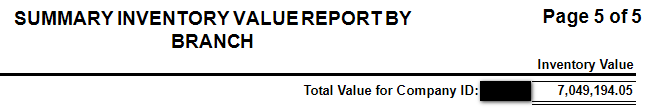 SUMMARY INVENTORY VALUE REPORT BY
BRANCH
Page 5 of 5
Inventory Value
Total Value for Company ID: 7,049,194.05